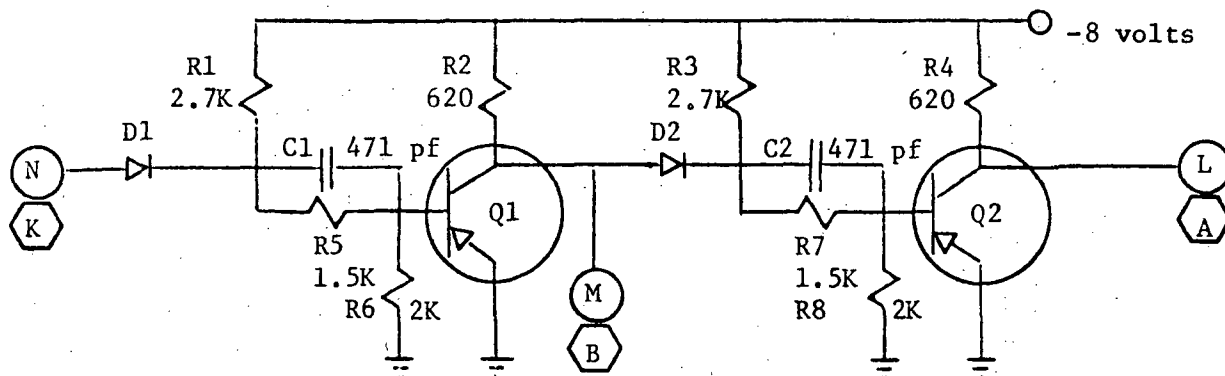 -8 volts
R1
2.7K
R2
620
R3
2.7K
R4
620
D1
C1 471 pf
D2
C2 471 pf
N
K
Q1
Q2
L
A
R5
1.5K
R6 2K
M
B
R7
1.5K
R8 2K